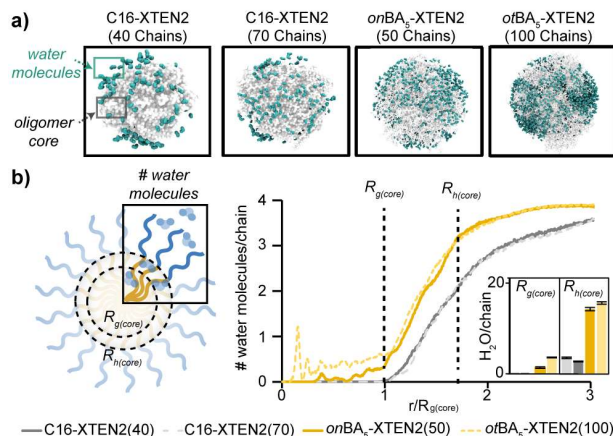 a)
C16-XTEN2
(40 Chains)
C16-XTEN2
(70 Chains)
onBA5-XTEN2
(50 Chains)
otBA5-XTEN2
(100 Chains)
water
molecules
oligomer
core
b)
# water
molecules
Rg(core)
Rh(core)
# water molecules/chain
4
3
2
1
0
Rg(core)
Rh(core)
0
1
2
3
r/Rg(core)
H2O/chain
20
10
0
Rg(core)
Rh(core)
C16-XTEN2(40)
C16-XTEN2(70)
onBA5-XTEN2(50)
otBA5-XTEN2(100)